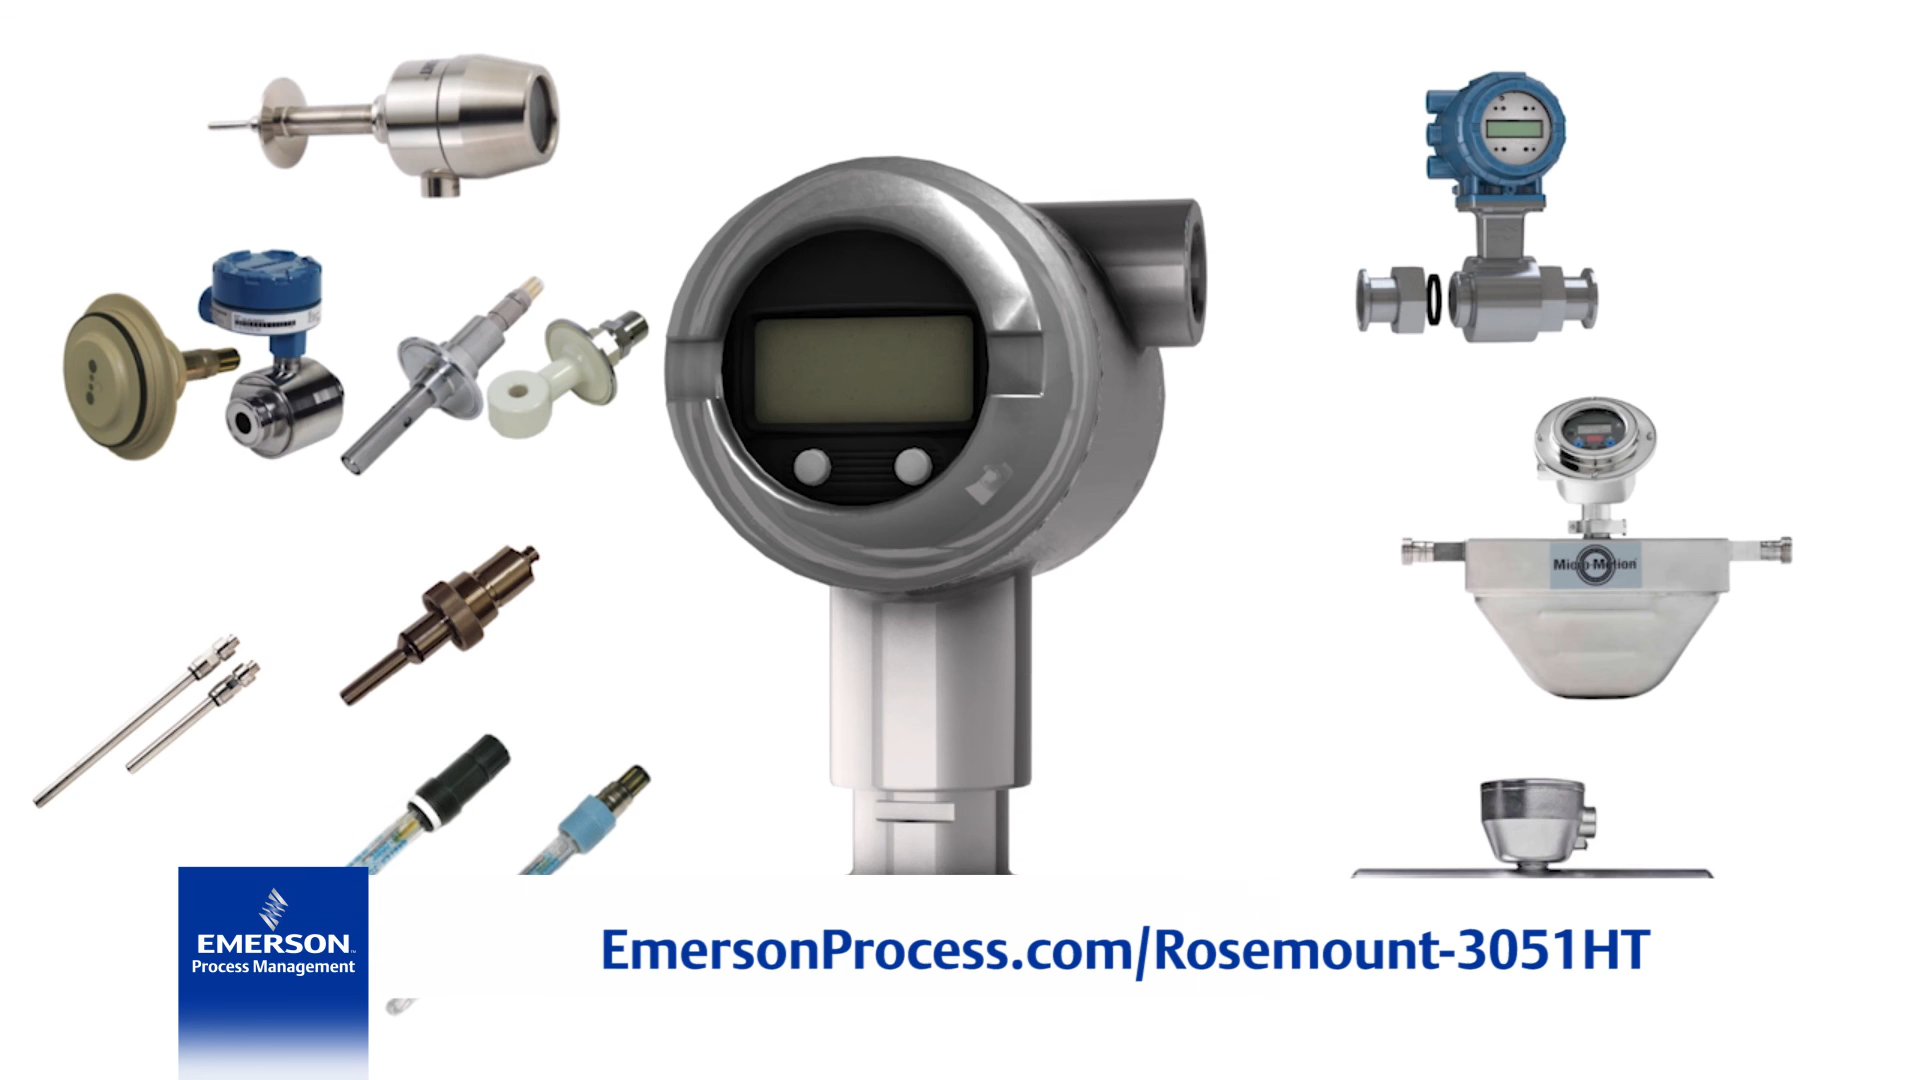 Micro Motion
EMERSON
Process Management
EmersonProcess.com/Rosemount-3051HT